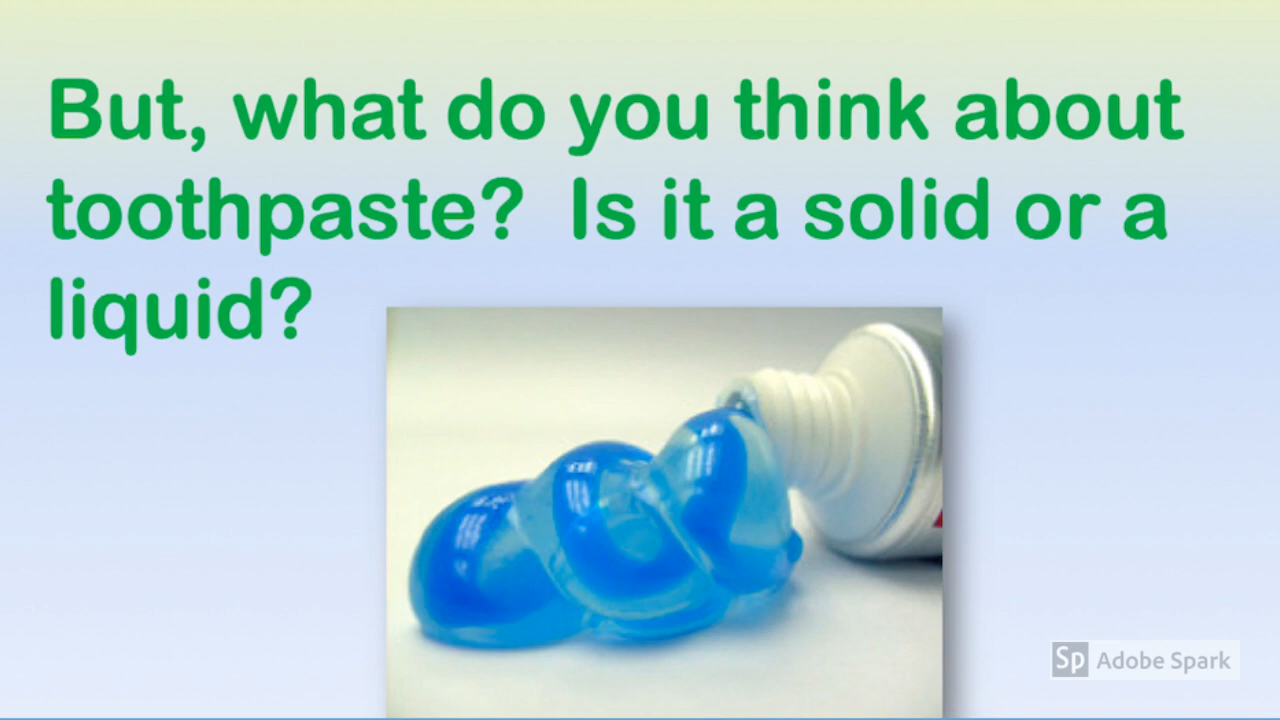 But, what do you think about
toothpaste?  Is it a solid or a
liquid?
Sp Adobe Spark